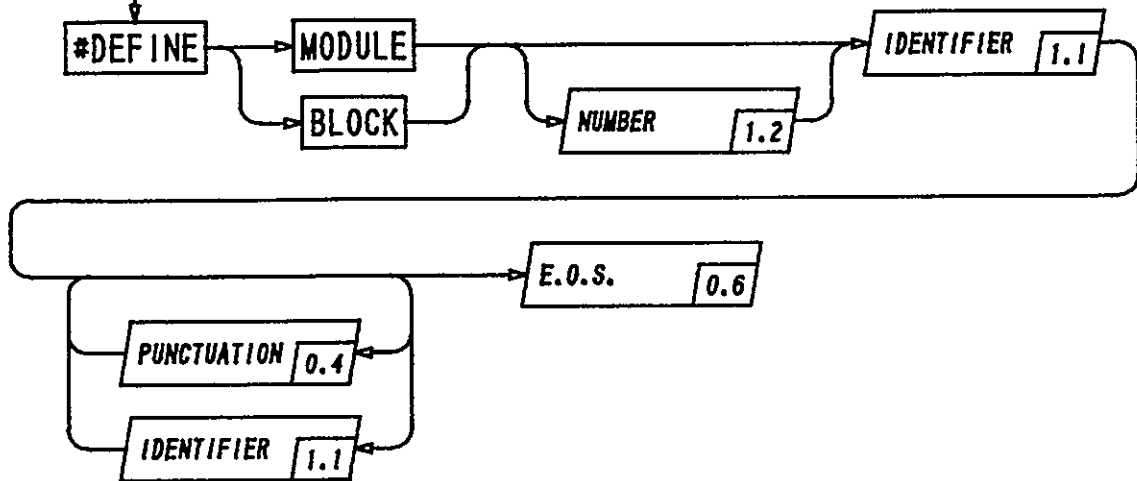 #DEFINE MODULE IDENTIFIER 1.1
BLOCK NUMBER 1.2
E.O.S. 0.6
PUNCTUATION 0.4
IDENTIFIER 1.1